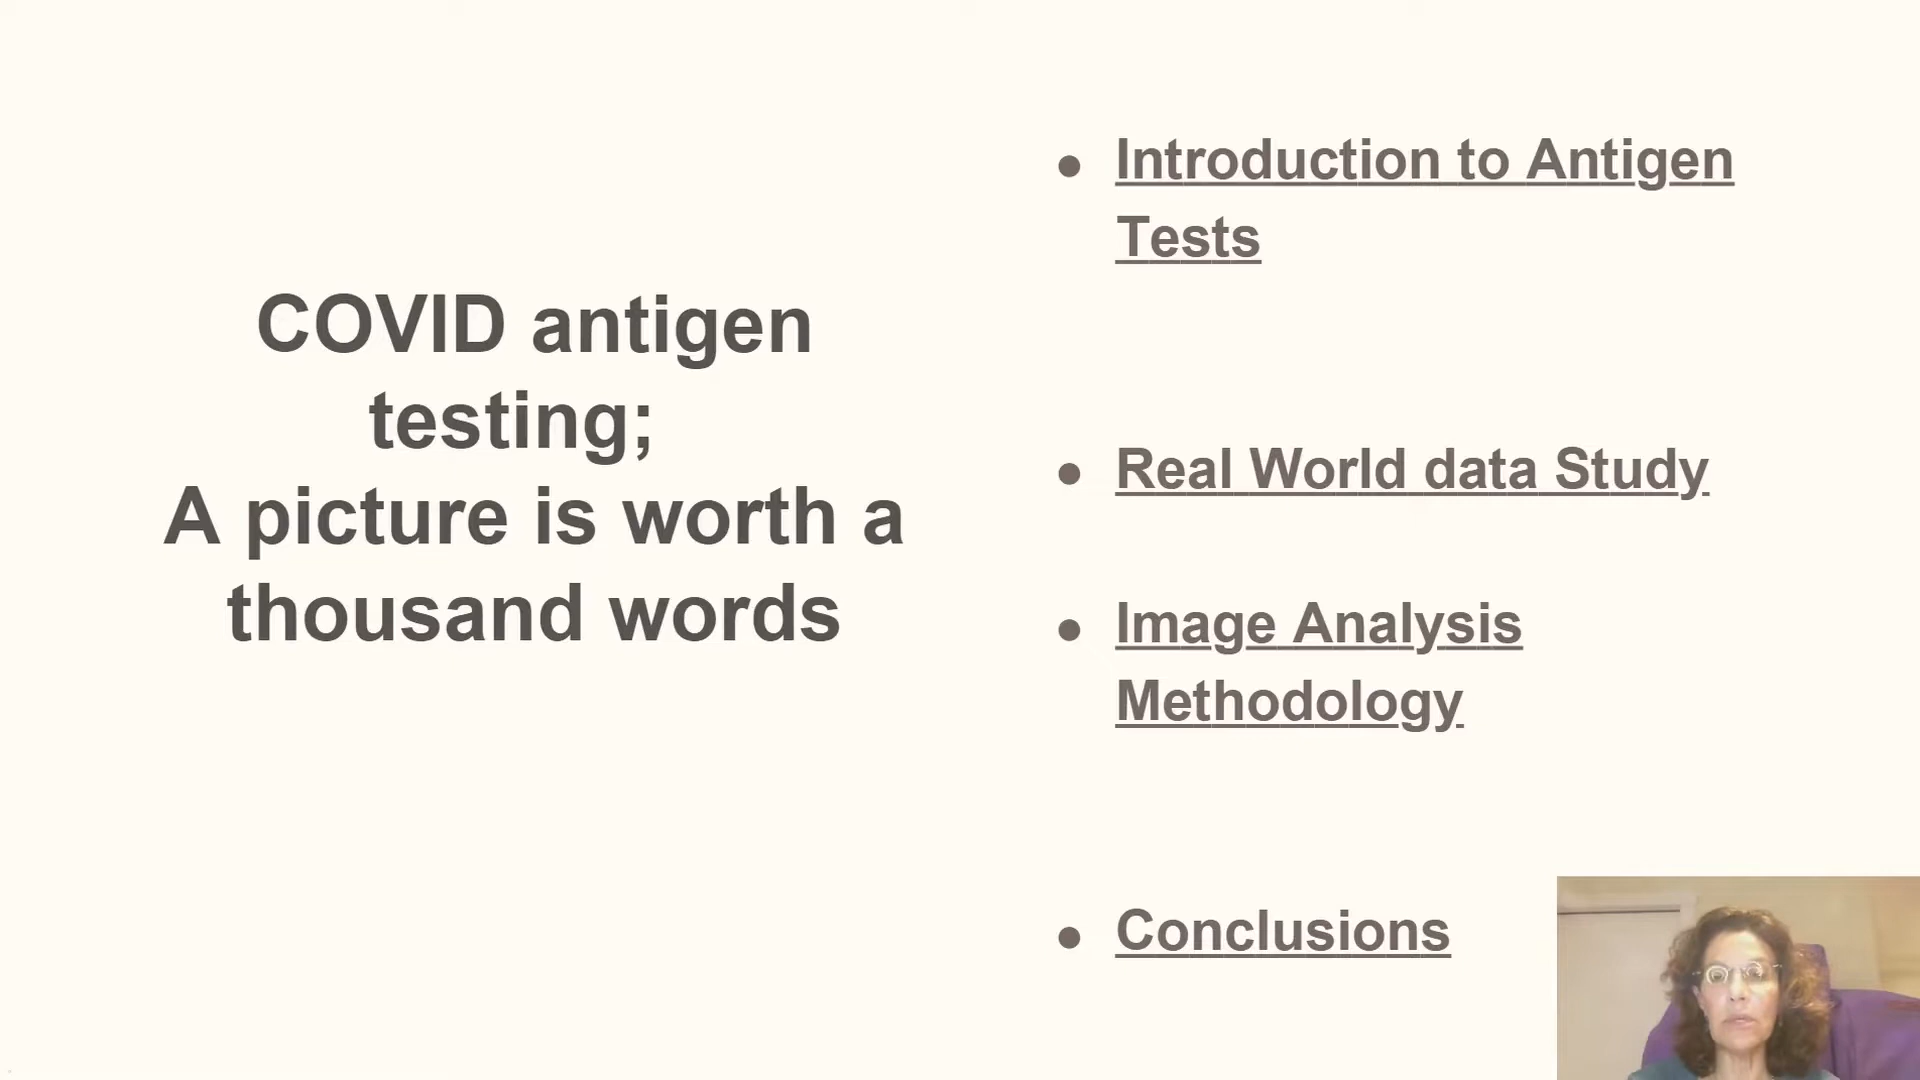 COVID antigen
testing;
A picture is worth a
thousand words
● Introduction to Antigen
Tests
● Real World data Study
● Image Analysis
Methodology
● Conclusions